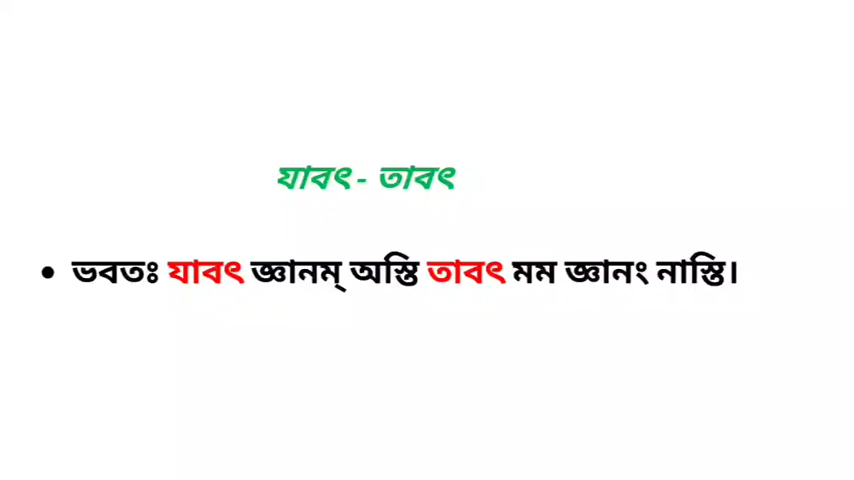 যাবৎ - তাবৎ
• ভবতঃ যাবৎ জ্ঞানম্ অস্তি তাবৎ মম জ্ঞানং নাস্তি।